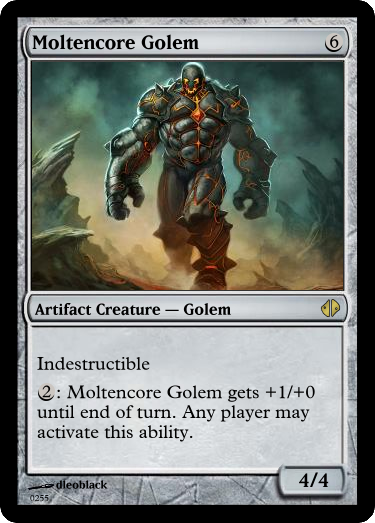 Moltencore Golem 6
Artifact Creature — Golem
Indestructible
2: Moltencore Golem gets +1/+0
until end of turn. Any player may
activate this ability.
dleoblack
4/4
0255